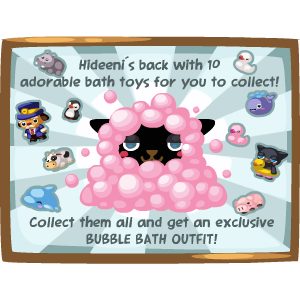 Hideeni's back with 10
adorable bath toys for you to collect!
Collect them all and get an exclusive
BUBBLE BATH OUTFIT!